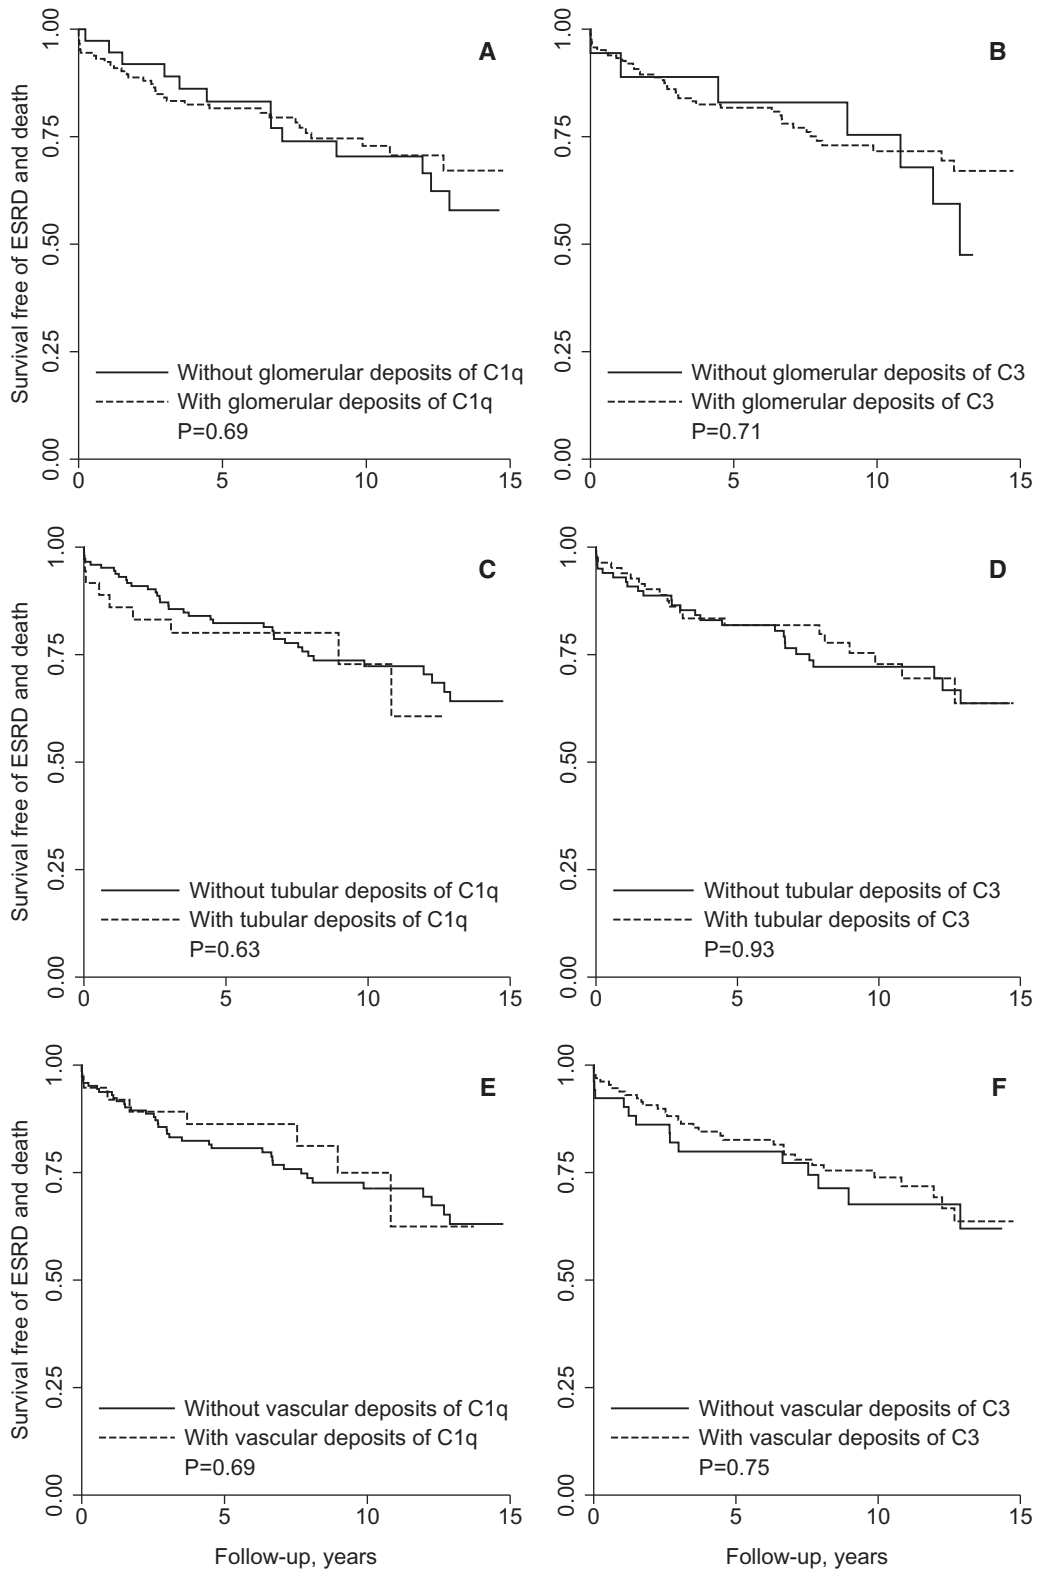 A
Survival free of ESRD and death
1.00
0.75
0.50
0.25
0.00
Without glomerular deposits of C1q
With glomerular deposits of C1q
P=0.69
0 5 10 15
B
1.00
0.75
0.50
0.25
0.00
Without glomerular deposits of C3
With glomerular deposits of C3
P=0.71
0 5 10 15
C
Survival free of ESRD and death
1.00
0.75
0.50
0.25
0.00
Without tubular deposits of C1q
With tubular deposits of C1q
P=0.63
0 5 10 15
D
1.00
0.75
0.50
0.25
0.00
Without tubular deposits of C3
With tubular deposits of C3
P=0.93
0 5 10 15
E
Survival free of ESRD and death
1.00
0.75
0.50
0.25
0.00
Without vascular deposits of C1q
With vascular deposits of C1q
P=0.69
0 5 10 15
Follow-up, years
F
1.00
0.75
0.50
0.25
0.00
Without vascular deposits of C3
With vascular deposits of C3
P=0.75
0 5 10 15
Follow-up, years